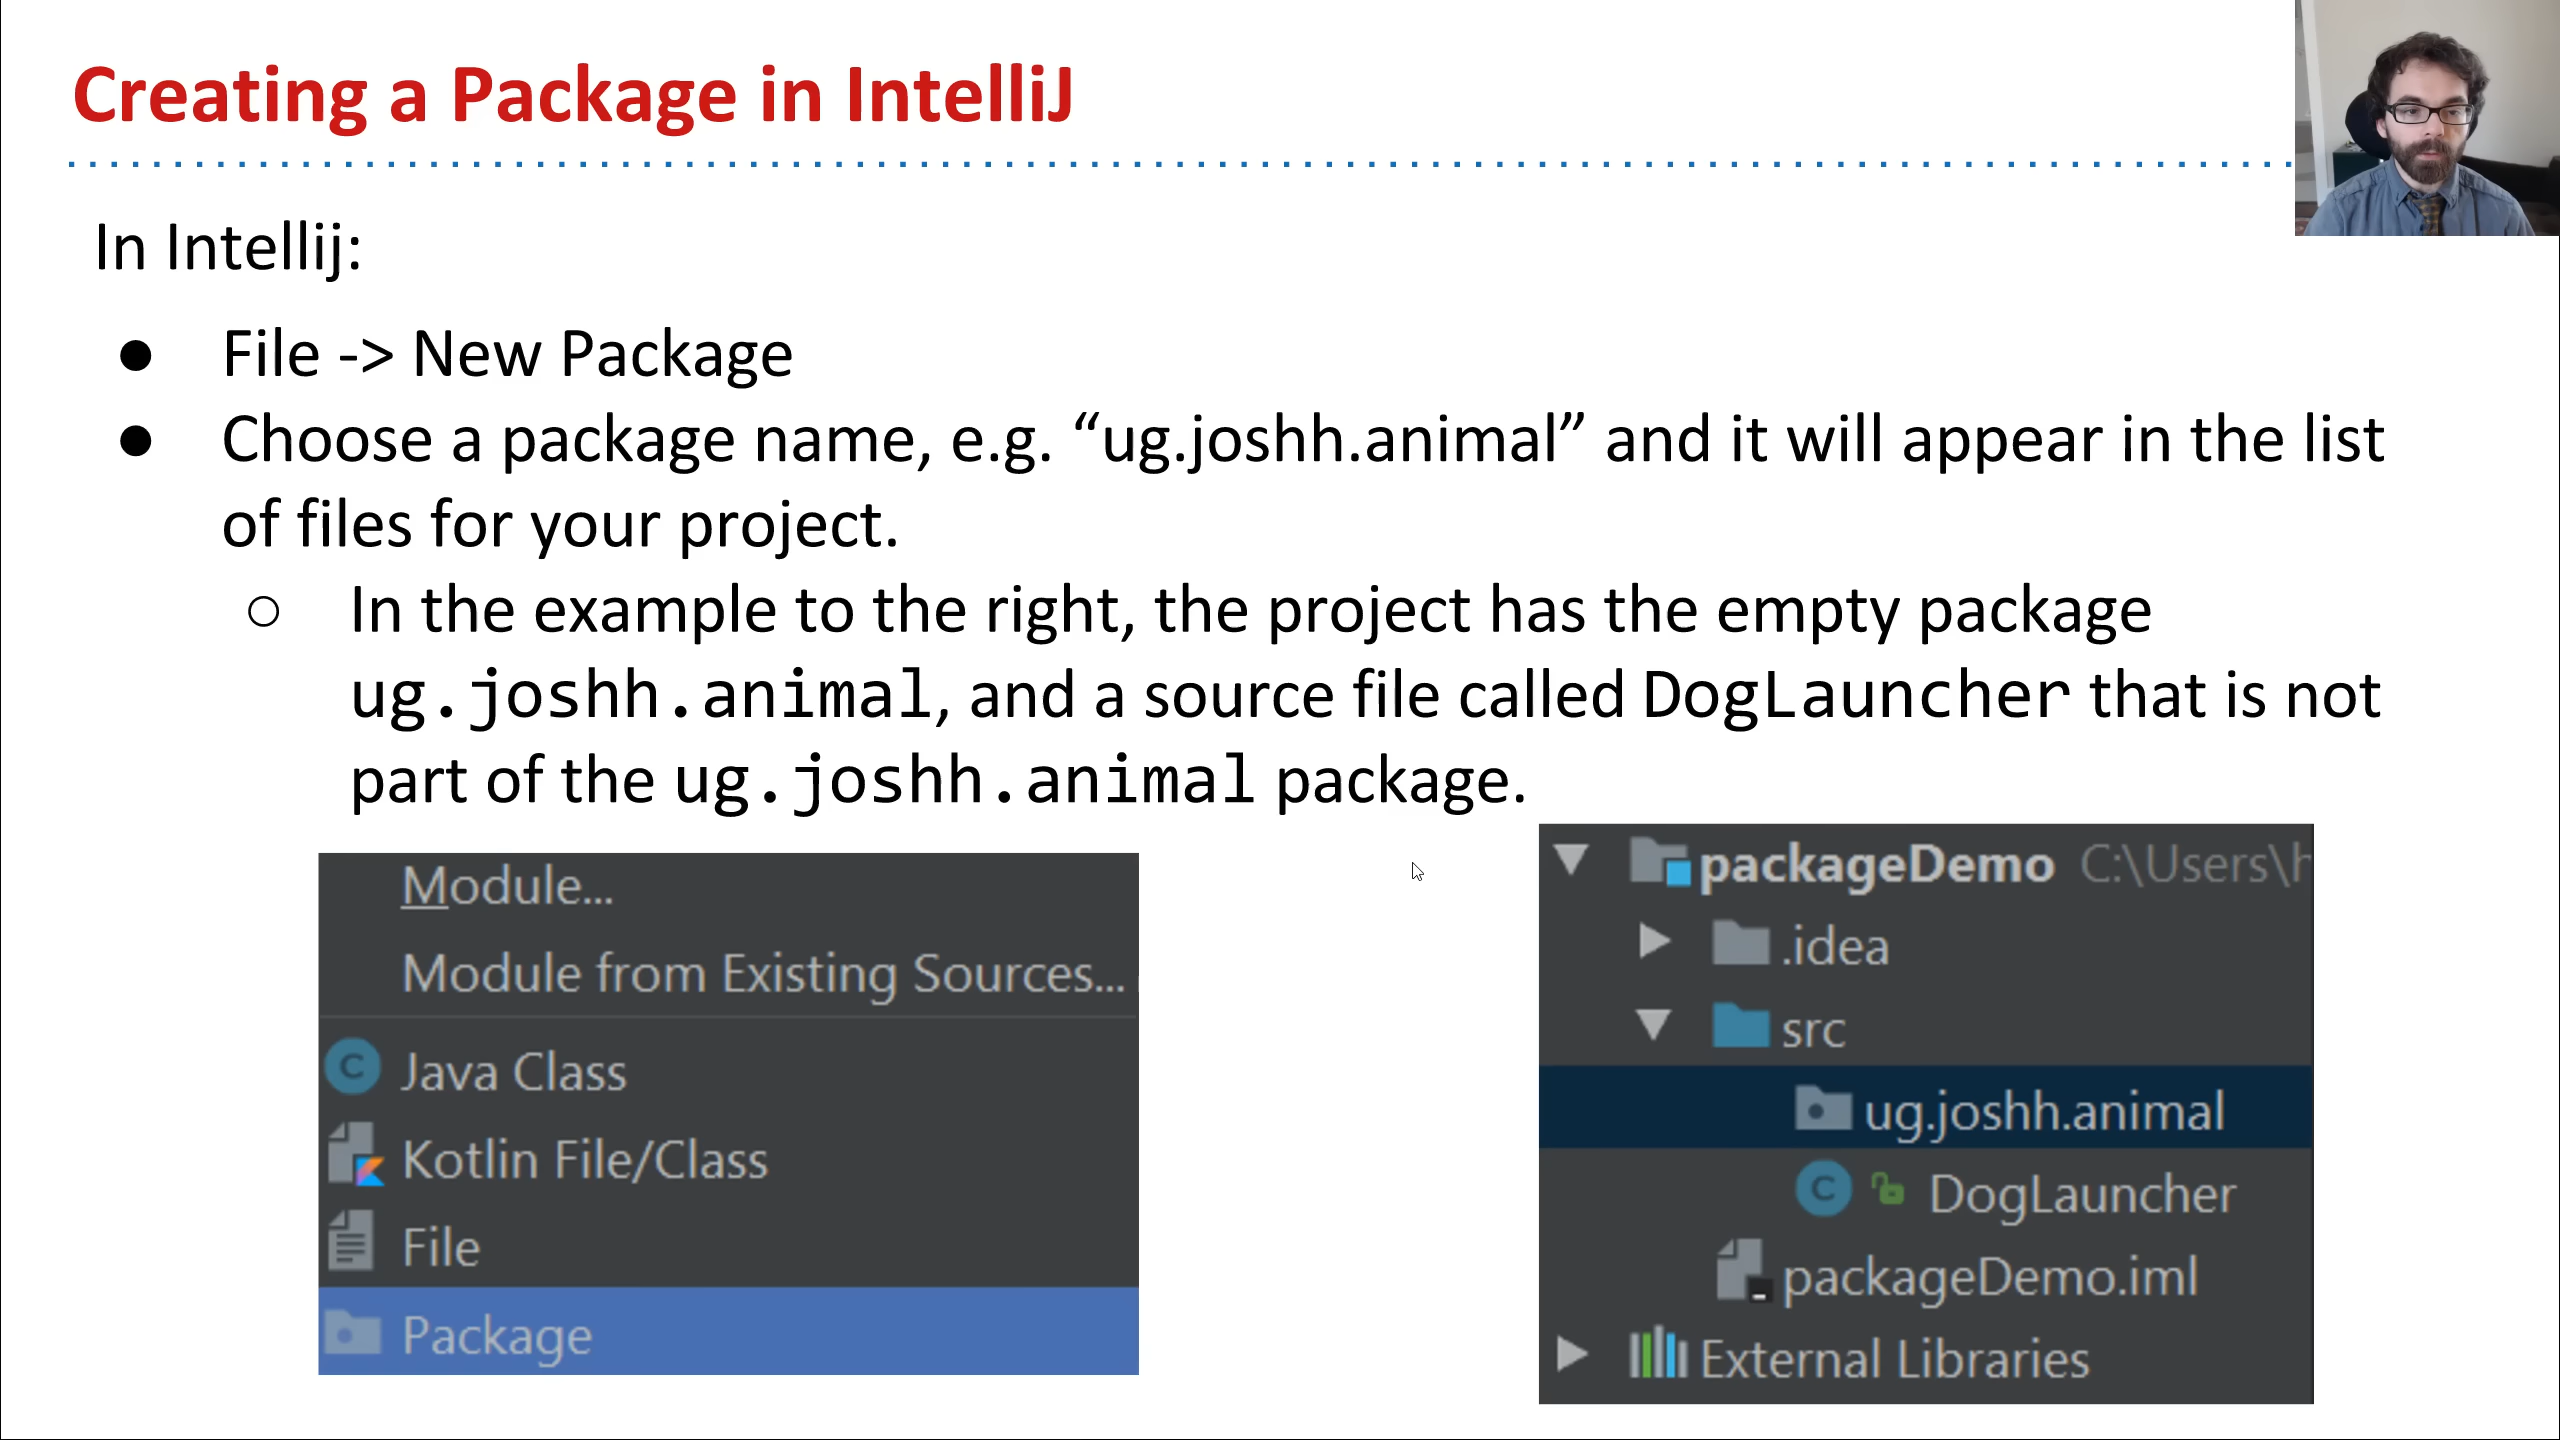 Creating a Package in IntelliJ
In Intellij:
● File -> New Package
● Choose a package name, e.g. “ug.joshh.animal” and it will appear in the list
of files for your project.
○ In the example to the right, the project has the empty package
ug.joshh.animal, and a source file called DogLauncher that is not
part of the ug.joshh.animal package.
Module...
Module from Existing Sources...
Java Class
Kotlin File/Class
File
Package
packageDemo C:\Users\h
.idea
src
ug.joshh.animal
C DogLauncher
packageDemo.iml
External Libraries